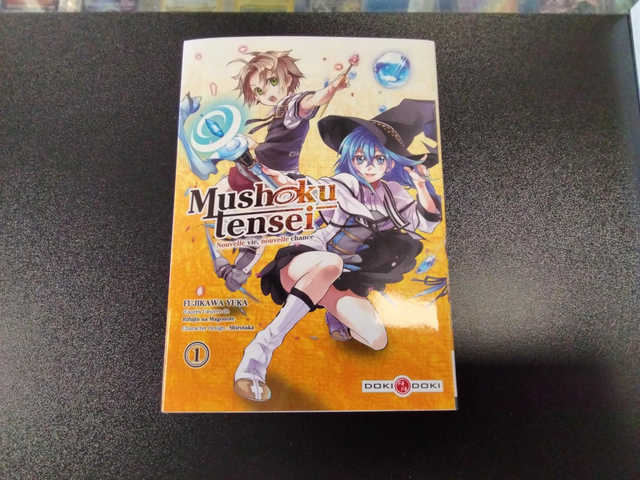 Mushoku
tensei
Nouvelle vie, nouvelle chance
FUJIKAWA YUKA
D'après l'œuvre de
Rifujin na Magonote
Character design : Shirotaka
1
DOKI DOKI